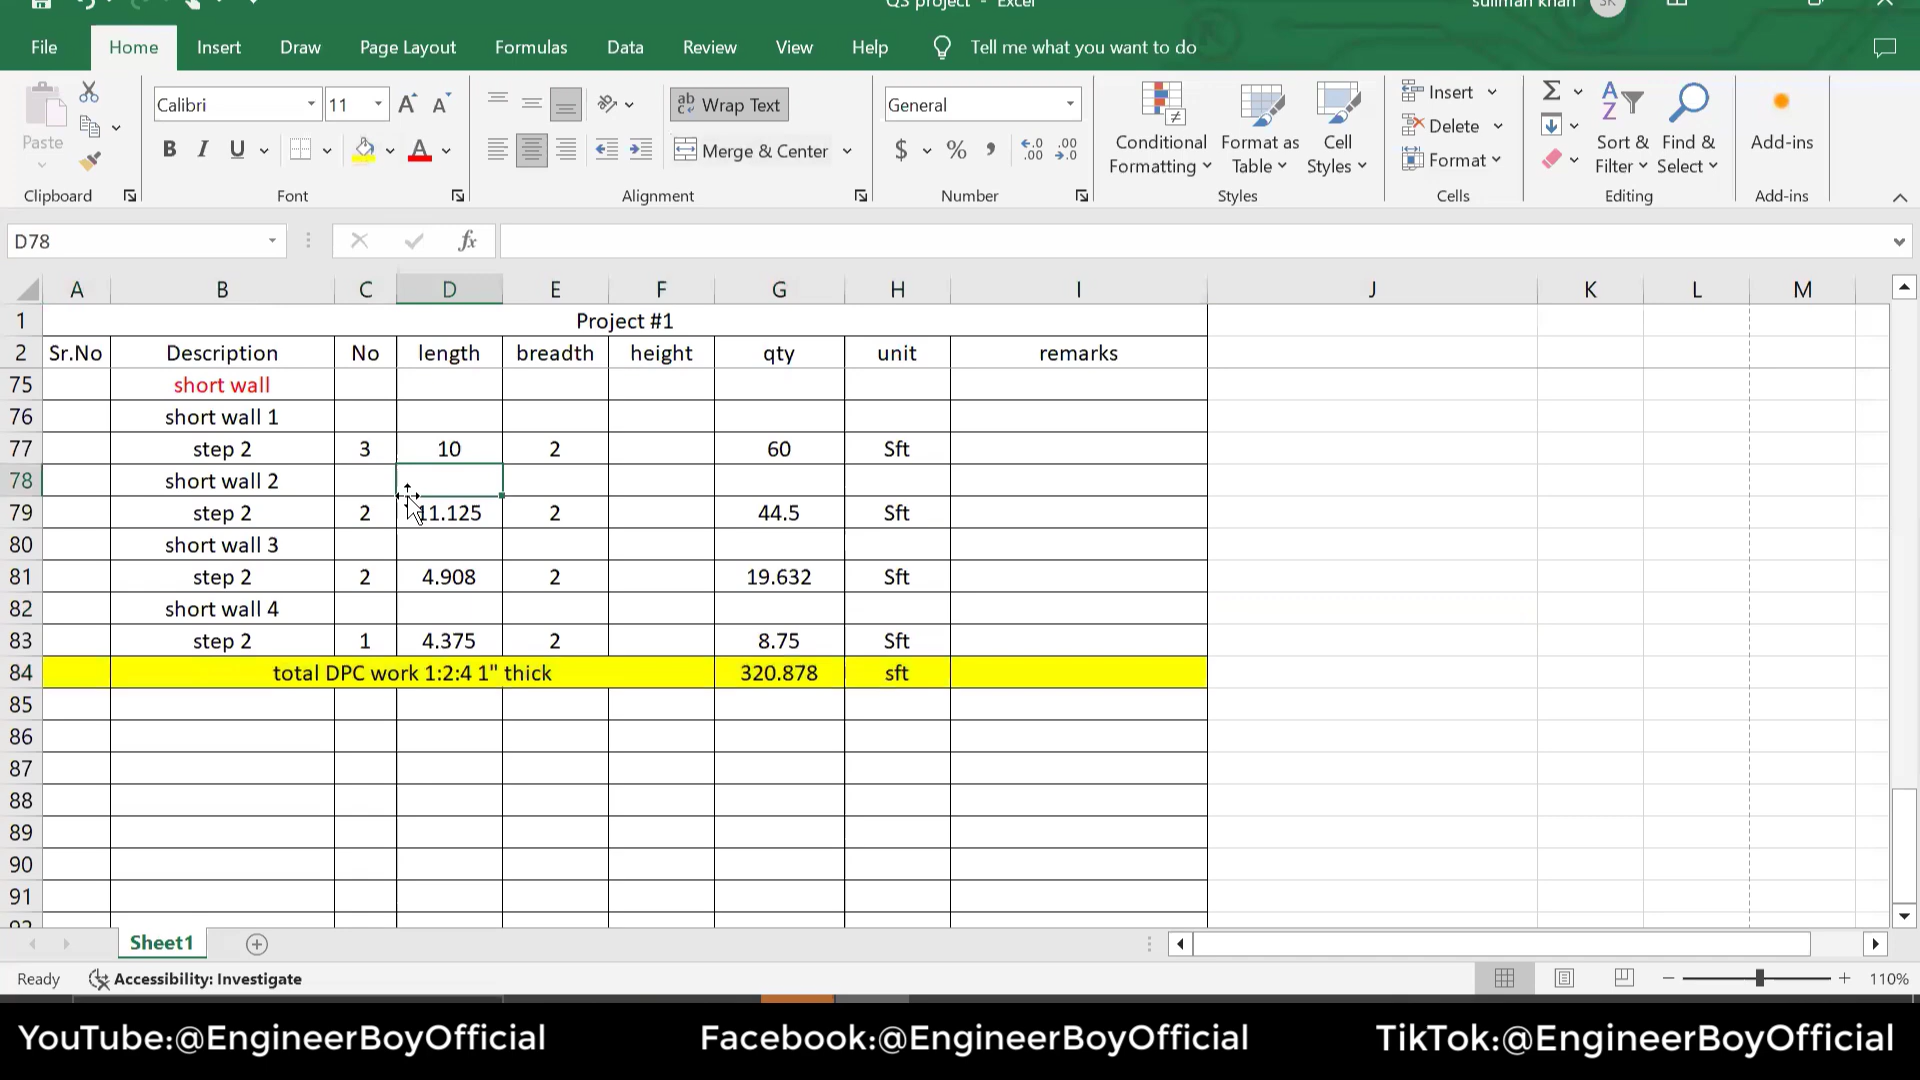 QS project - Excel
suliman khan
SK
File Home Insert Draw Page Layout Formulas Data Review View Help Tell me what you want to do
Paste
Calibri 11
B I U
Wrap Text
Merge & Center
General
$ % ,
Conditional Formatting
Format as Table
Cell Styles
Insert
Delete
Format
Sort & Filter
Find & Select
Add-ins
Clipboard Font Alignment Number Styles Cells Editing Add-ins
D78 fx
A B C D E F G H I J K L M
1 Project #1
2 Sr.No Description No length breadth height qty unit remarks
75 short wall
76 short wall 1
77 step 2 3 10 2 60 Sft
78 short wall 2
79 step 2 2 11.125 2 44.5 Sft
80 short wall 3
81 step 2 2 4.908 2 19.632 Sft
82 short wall 4
83 step 2 1 4.375 2 8.75 Sft
84 total DPC work 1:2:4 1" thick 320.878 sft
85
86
87
88
89
90
91
Sheet1
Ready Accessibility: Investigate 110%
YouTube:@EngineerBoyOfficial Facebook:@EngineerBoyOfficial TikTok:@EngineerBoyOfficial